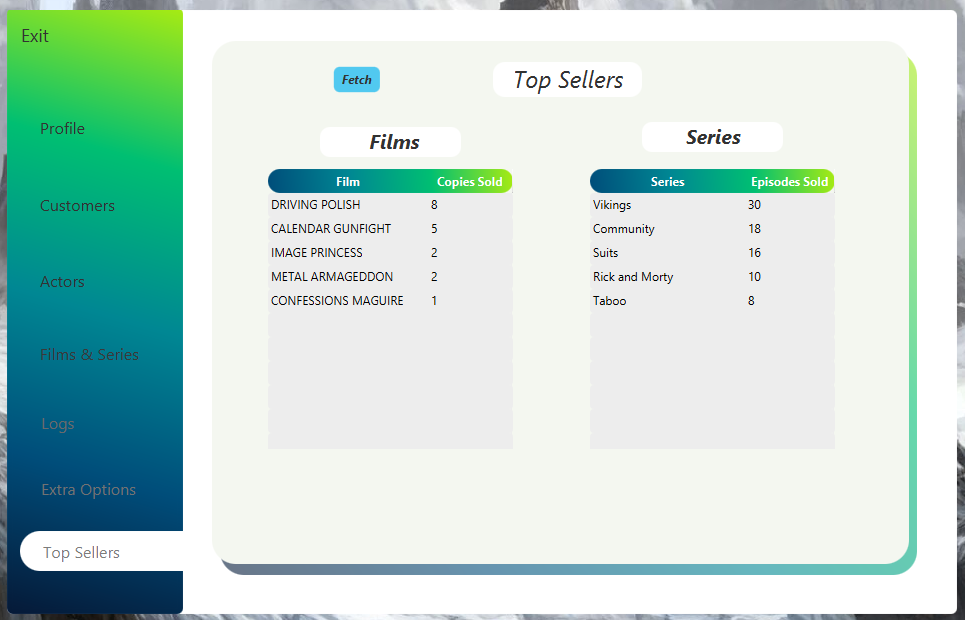 Exit
Profile
Customers
Actors
Films & Series
Logs
Extra Options
Top Sellers
Fetch
Top Sellers
Films
Film Copies Sold
DRIVING POLISH 8
CALENDAR GUNFIGHT 5
IMAGE PRINCESS 2
METAL ARMAGEDDON 2
CONFESSIONS MAGUIRE 1
Series
Series Episodes Sold
Vikings 30
Community 18
Suits 16
Rick and Morty 10
Taboo 8